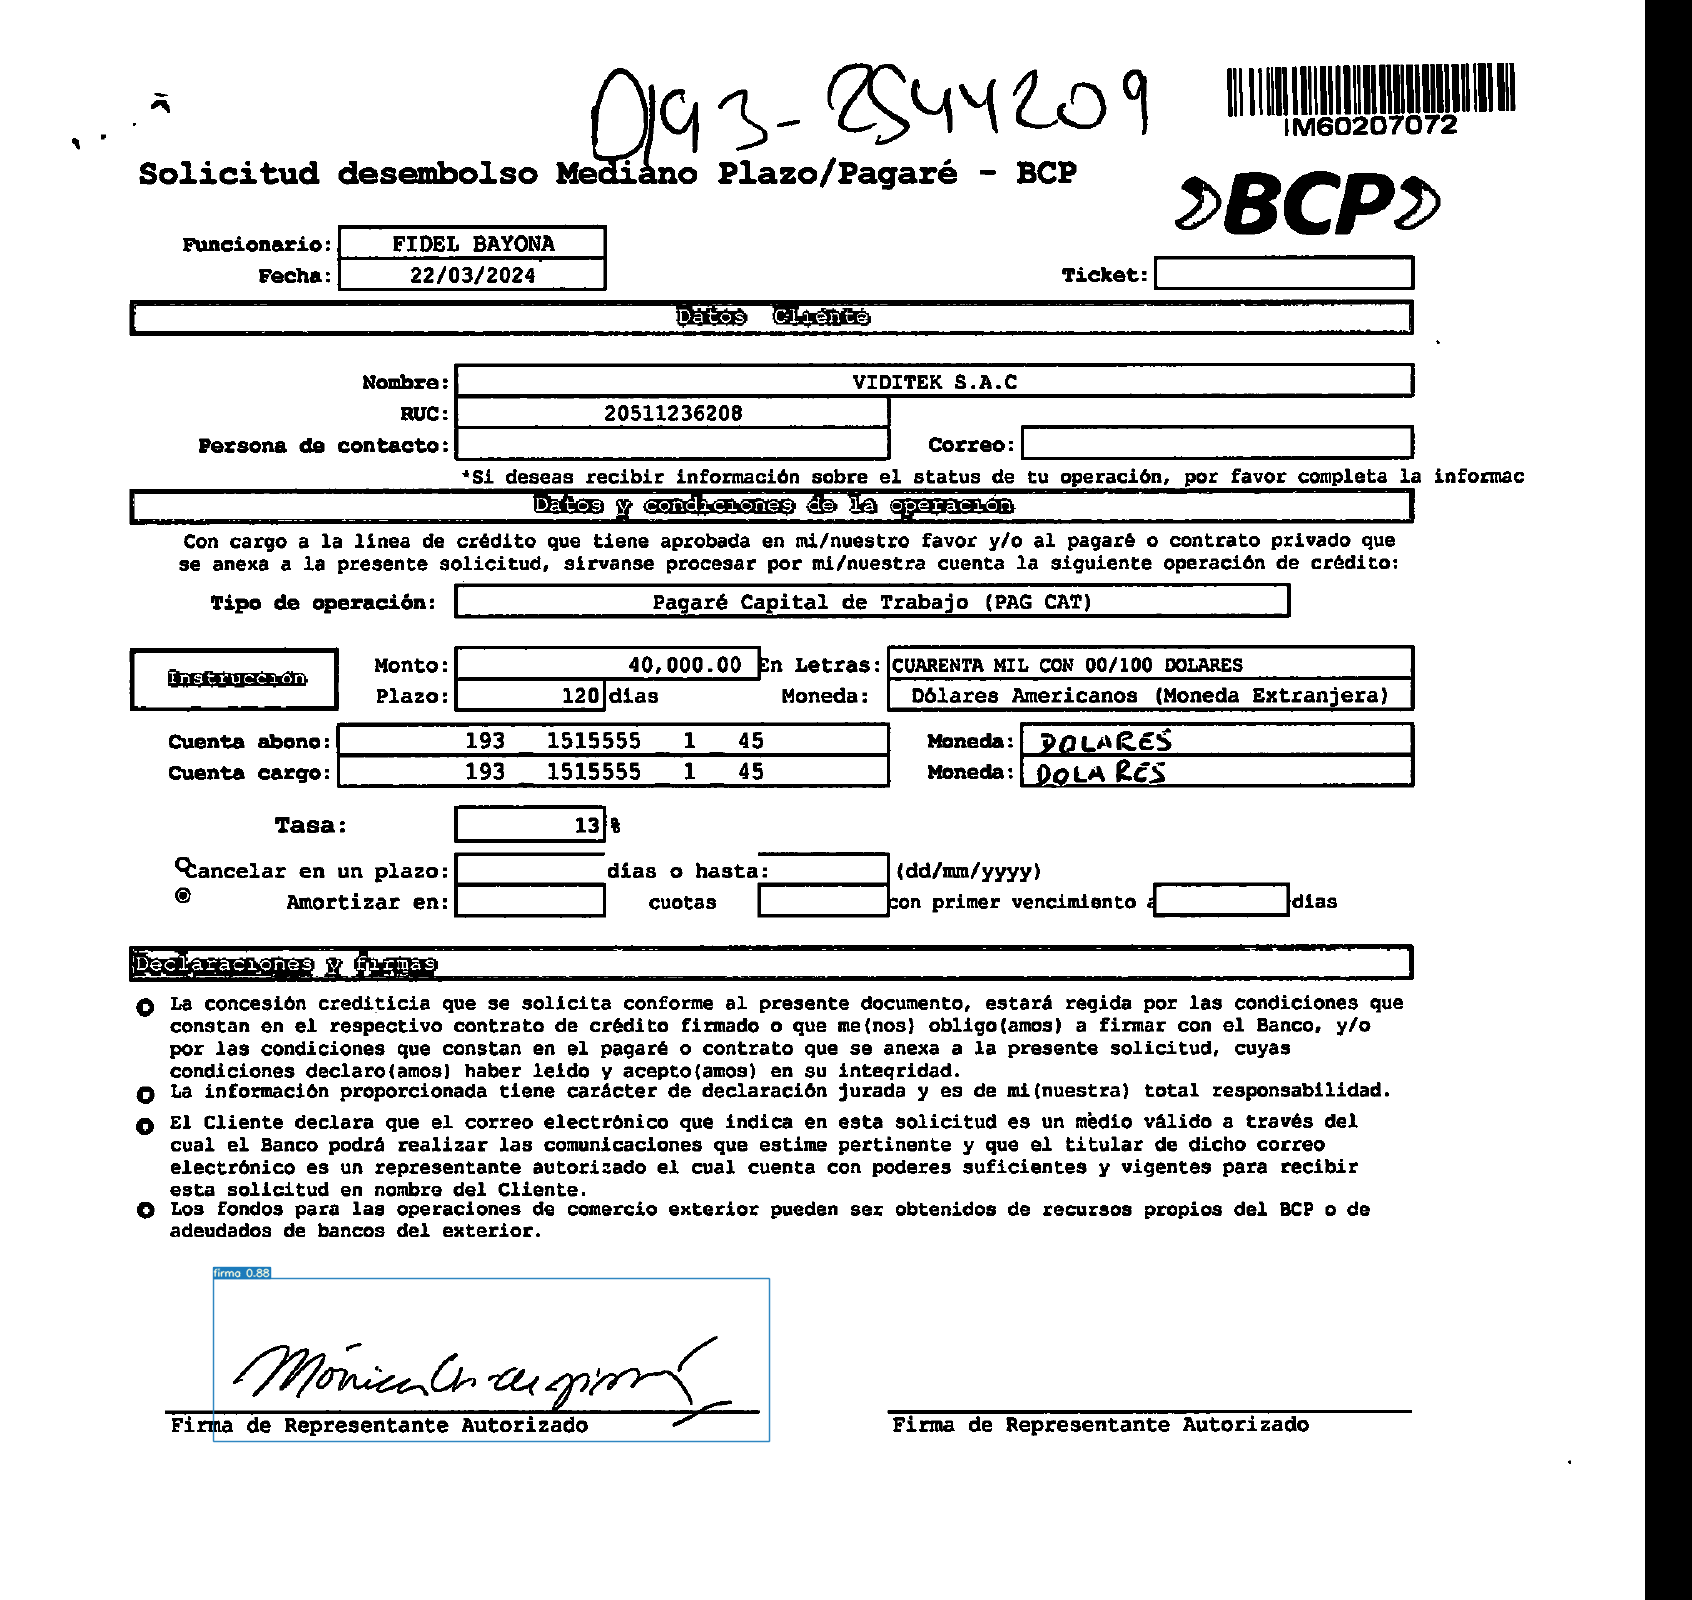 D193-2544209
IM60207072
Solicitud desembolso Mediano Plazo/Pagaré - BCP
BCP
Funcionario: FIDEL BAYONA
Fecha: 22/03/2024
Ticket:
Datos Cliente
Nombre: VIDITEK S.A.C
RUC: 20511236208
Persona de contacto: Correo:
*Si deseas recibir información sobre el status de tu operación, por favor completa la informac
Datos y condiciones de la operación
Con cargo a la línea de crédito que tiene aprobada en mi/nuestro favor y/o al pagaré o contrato privado que
se anexa a la presente solicitud, sírvanse procesar por mi/nuestra cuenta la siguiente operación de crédito:
Tipo de operación: Pagaré Capital de Trabajo (PAG CAT)
Instrucción
Monto: 40,000.00 En Letras: CUARENTA MIL CON 00/100 DOLARES
Plazo: 120 días Moneda: Dólares Americanos (Moneda Extranjera)
Cuenta abono: 193 1515555 1 45 Moneda: DOLARES
Cuenta cargo: 193 1515555 1 45 Moneda: DOLARES
Tasa: 13 %
Cancelar en un plazo: días o hasta: (dd/mm/yyyy)
Amortizar en: cuotas con primer vencimiento a días
Declaraciones y firmas
La concesión crediticia que se solicita conforme al presente documento, estará regida por las condiciones que
constan en el respectivo contrato de crédito firmado o que me(nos) obligo(amos) a firmar con el Banco, y/o
por las condiciones que constan en el pagaré o contrato que se anexa a la presente solicitud, cuyas
condiciones declaro(amos) haber leído y acepto(amos) en su integridad.
La información proporcionada tiene carácter de declaración jurada y es de mi(nuestra) total responsabilidad.
El Cliente declara que el correo electrónico que indica en esta solicitud es un medio válido a través del
cual el Banco podrá realizar las comunicaciones que estime pertinente y que el titular de dicho correo
electrónico es un representante autorizado el cual cuenta con poderes suficientes y vigentes para recibir
esta solicitud en nombre del Cliente.
Los fondos para las operaciones de comercio exterior pueden ser obtenidos de recursos propios del BCP o de
adeudados de bancos del exterior.
firma 0.88
Mónica
Firma de Representante Autorizado
Firma de Representante Autorizado